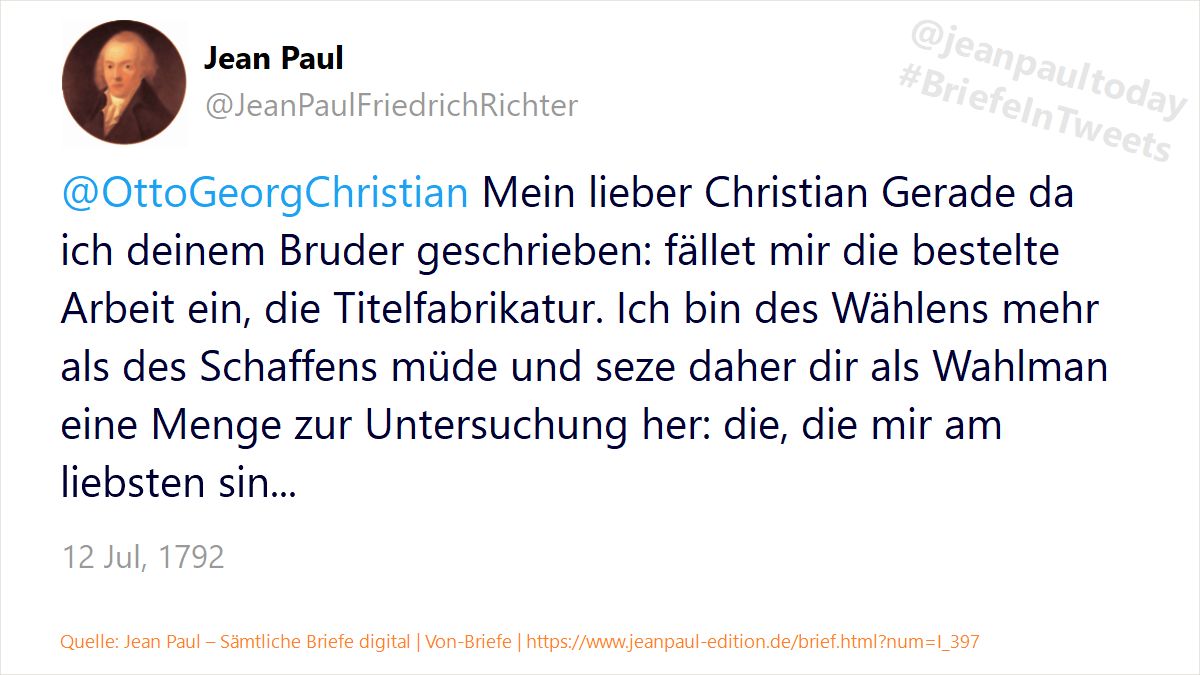 Jean Paul
@JeanPaulFriedrichRichter
@jeanpaultoday
#BriefeInTweets
@OttoGeorgChristian Mein lieber Christian Gerade da
ich deinem Bruder geschrieben: fället mir die bestelte
Arbeit ein, die Titelfabrikatur. Ich bin des Wählens mehr
als des Schaffens müde und seze daher dir als Wahlman
eine Menge zur Untersuchung her: die, die mir am
liebsten sin...
12 Jul, 1792
Quelle: Jean Paul – Sämtliche Briefe digital | Von-Briefe | https://www.jeanpaul-edition.de/brief.html?num=I_397